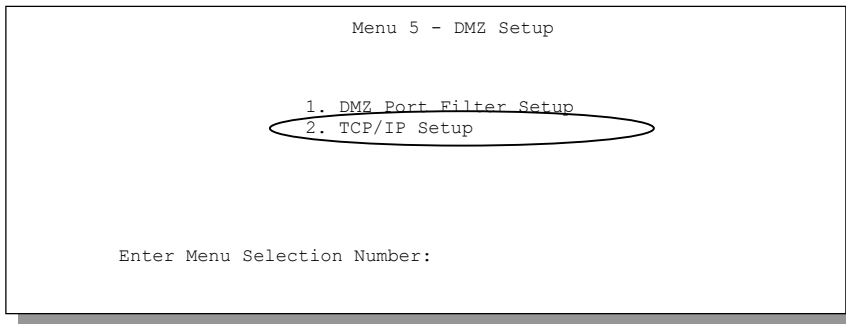 Menu 5 - DMZ Setup
1. DMZ Port Filter Setup
2. TCP/IP Setup
Enter Menu Selection Number: